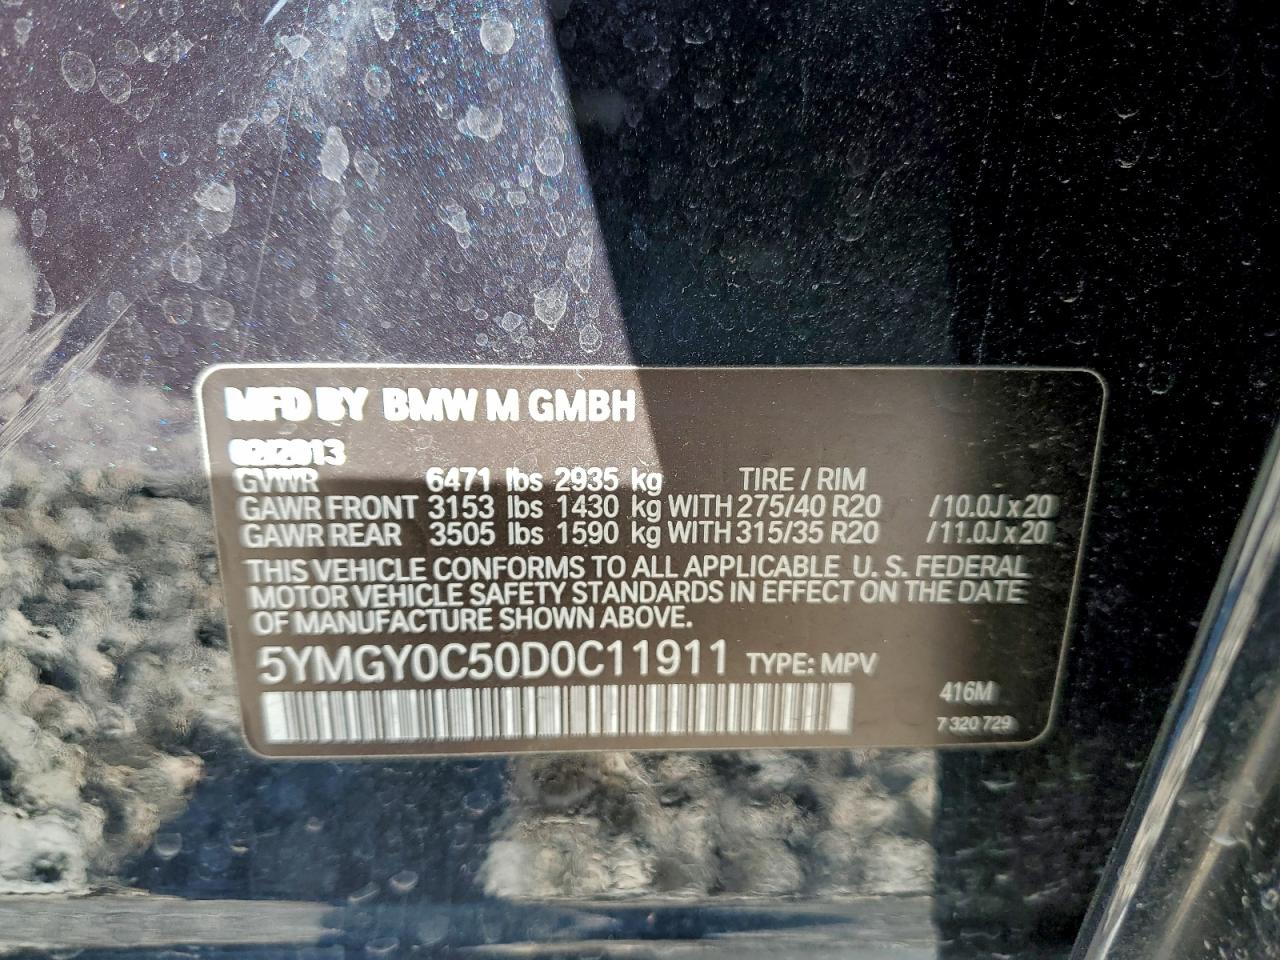 MFD BY BMW M GMBH
02/2013
GVWR 6471 lbs 2935 kg TIRE / RIM
GAWR FRONT 3153 lbs 1430 kg WITH 275/40 R20 /10.0J x 20
GAWR REAR 3505 lbs 1590 kg WITH 315/35 R20 /11.0J x 20
THIS VEHICLE CONFORMS TO ALL APPLICABLE U. S. FEDERAL
MOTOR VEHICLE SAFETY STANDARDS IN EFFECT ON THE DATE
OF MANUFACTURE SHOWN ABOVE.
5YMGY0C50D0C11911 TYPE: MPV
416M
7 320 729